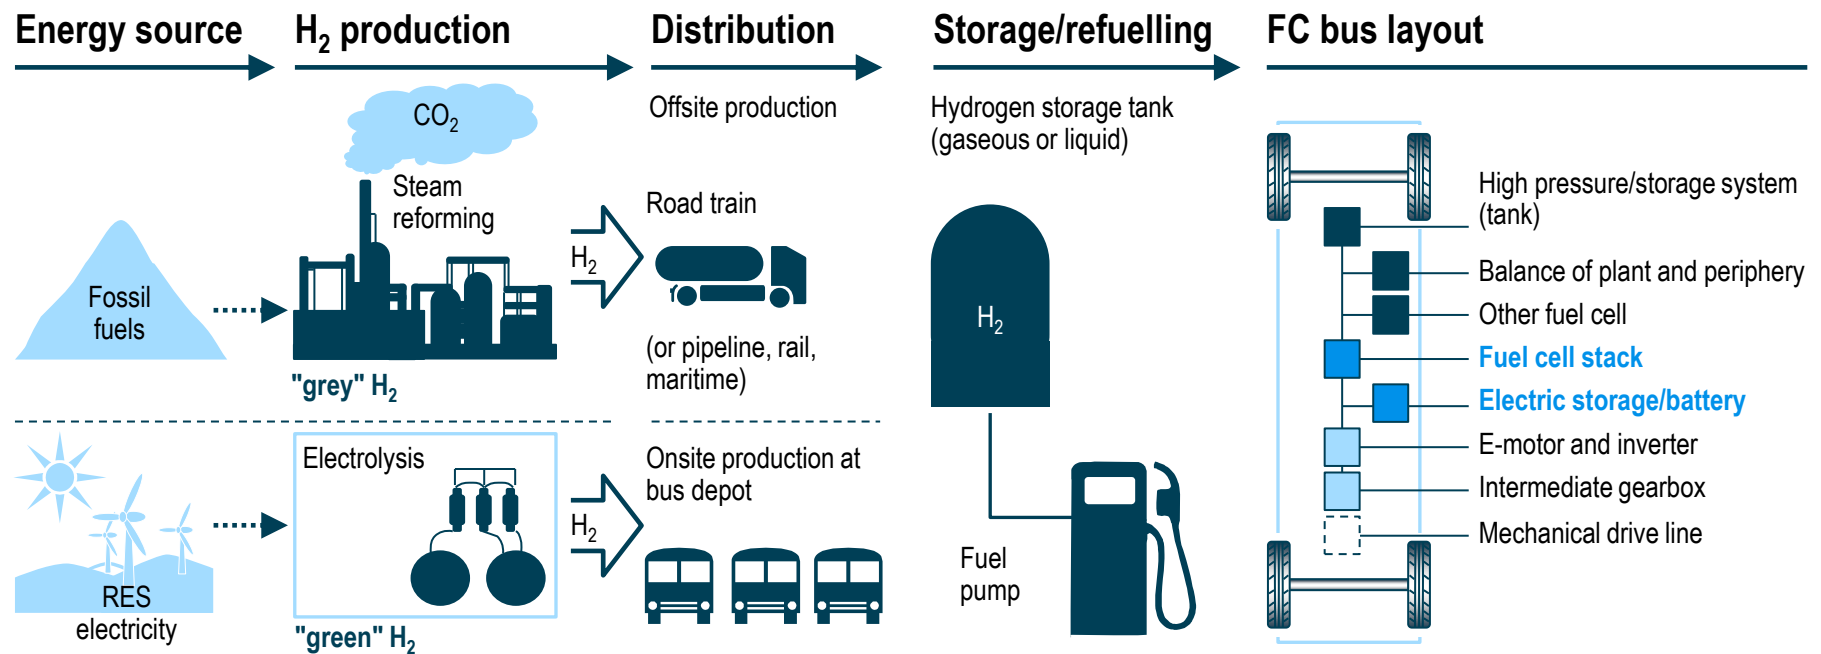 Energy source
H₂ production
Distribution
Storage/refuelling
FC bus layout
CO₂
Steam
reforming
Fossil
fuels
"grey" H₂
H₂
Offsite production
Road train
(or pipeline, rail,
maritime)
RES
electricity
Electrolysis
"green" H₂
H₂
Onsite production at
bus depot
Hydrogen storage tank
(gaseous or liquid)
H₂
Fuel
pump
High pressure/storage system
(tank)
Balance of plant and periphery
Other fuel cell
Fuel cell stack
Electric storage/battery
E-motor and inverter
Intermediate gearbox
Mechanical drive line